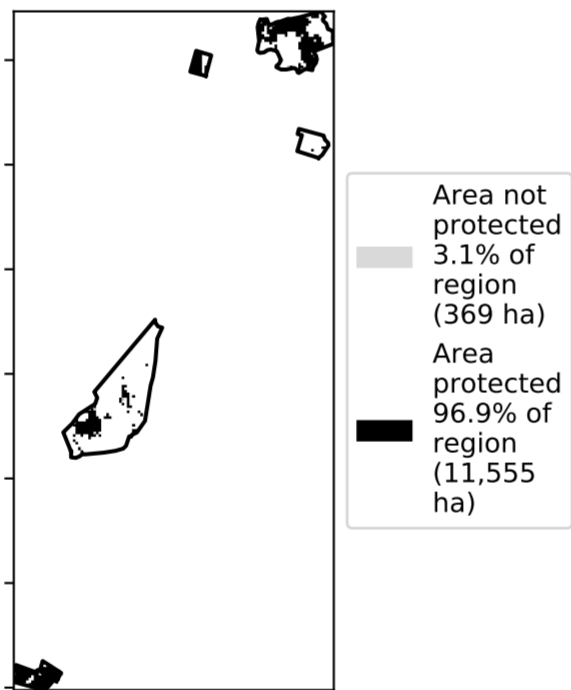 Area not
protected
3.1% of
region
(369 ha)
Area
protected
96.9% of
region
(11,555
ha)